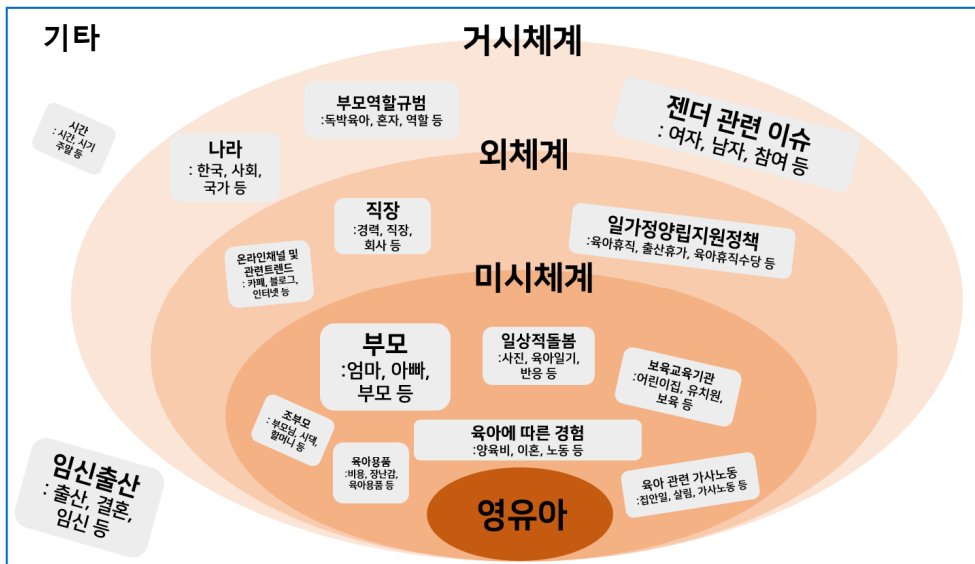 기타
거시체계
부모역할규범
:독박육아, 혼자, 역할 등
젠더 관련 이슈
: 여자, 남자, 참여 등
시간
: 시간, 시기
주말 등
나라
: 한국, 사회,
국가 등
외체계
직장
:경력, 직장,
회사 등
일가정양립지원정책
:육아휴직, 출산휴가, 육아휴직수당 등
온라인채널 및
관련트렌드
: 카페, 블로그,
인터넷 등
미시체계
부모
:엄마, 아빠,
부모 등
일상적돌봄
:사진, 육아일기,
반응 등
보육교육기관
:어린이집, 유치원,
보육 등
조부모
: 부모님, 시댁,
할머니 등
육아에 따른 경험
:양육비, 이혼, 노동 등
육아용품
:비용, 장난감,
육아용품 등
육아 관련 가사노동
:집안일, 살림, 가사노동 등
임신출산
: 출산, 결혼,
임신 등
영유아